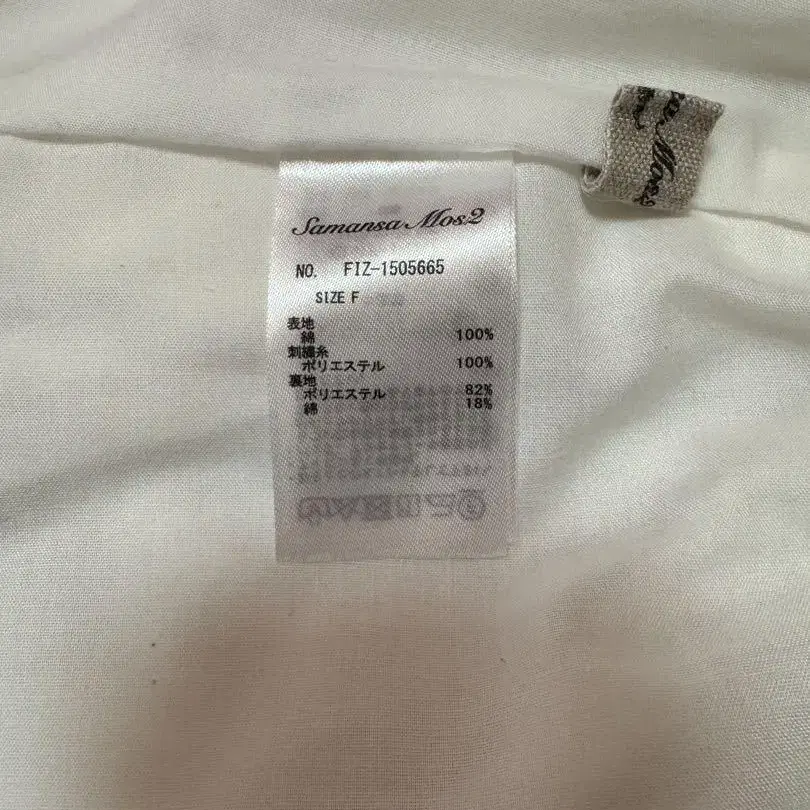 Samansa Mos2
NO. FIZ-1505665
SIZE F
表地
綿 100%
刺繍糸
ポリエステル 100%
裏地
ポリエステル 82%
綿 18%
Mos